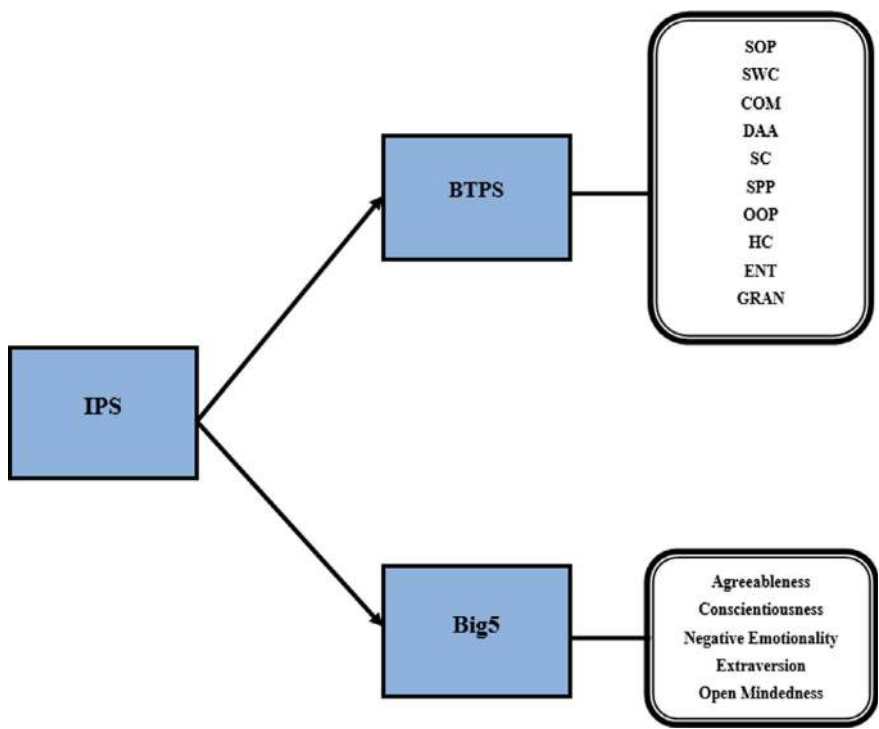 SOP
SWC
COM
DAA
SC
SPP
OOP
HC
ENT
GRAN
BTPS
IPS
Big5
Agreeableness
Conscientiousness
Negative Emotionality
Extraversion
Open Mindedness